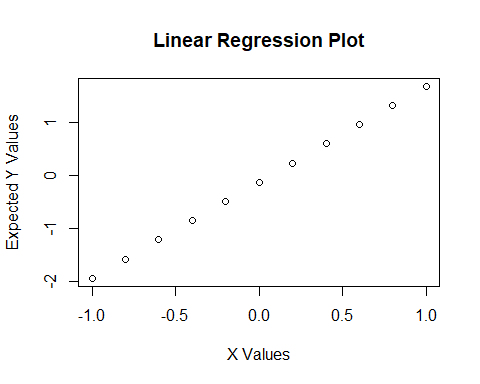 Linear Regression Plot
Expected Y Values
1
0
-1
-2
-1.0 -0.5 0.0 0.5 1.0
X Values